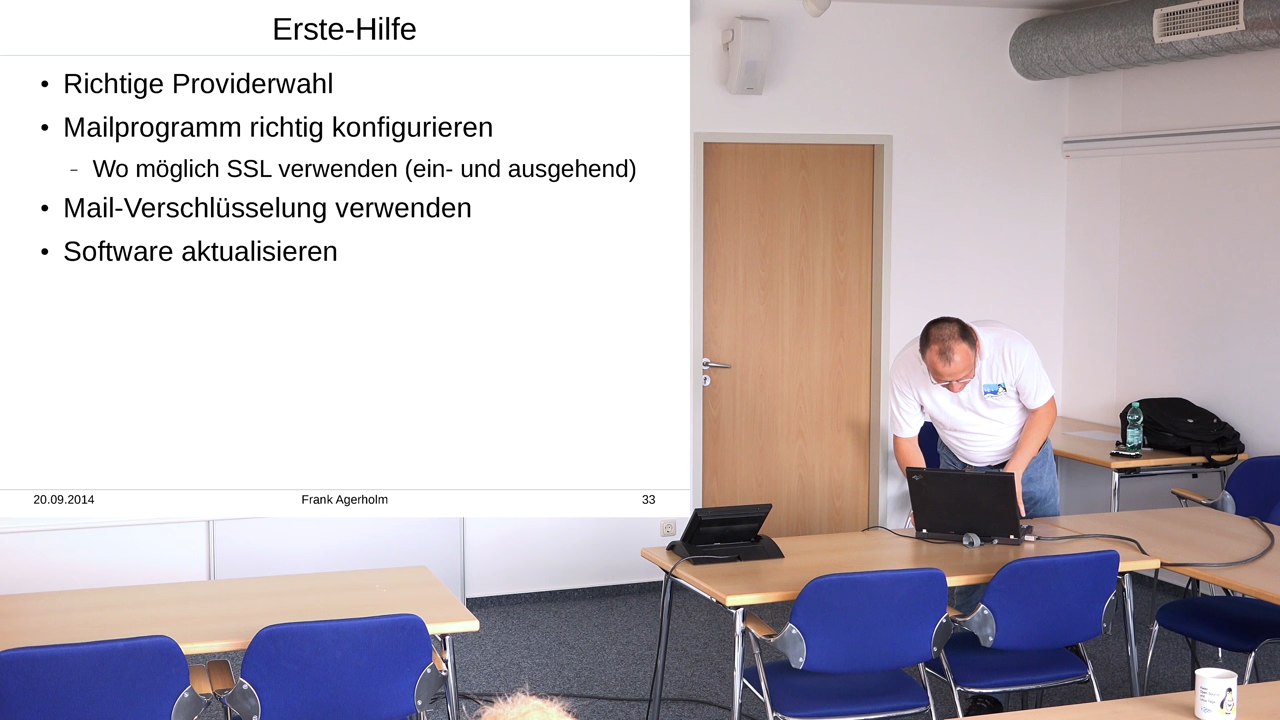 Erste-Hilfe
• Richtige Providerwahl
• Mailprogramm richtig konfigurieren
– Wo möglich SSL verwenden (ein- und ausgehend)
• Mail-Verschlüsselung verwenden
• Software aktualisieren
20.09.2014 Frank Agerholm 33